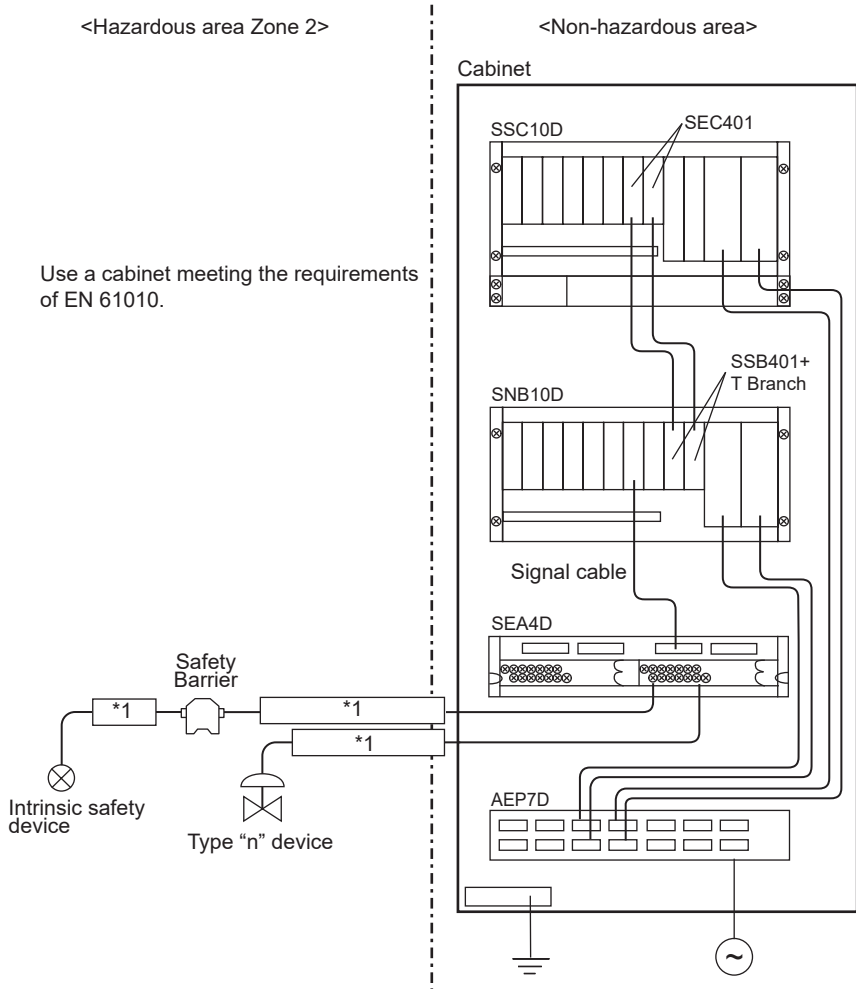 <Hazardous area Zone 2>
<Non-hazardous area>
Cabinet
SSC10D
SEC401
Use a cabinet meeting the requirements
of EN 61010.
SSB401+
T Branch
SNB10D
Signal cable
SEA4D
Safety
Barrier
*1
*1
*1
Intrinsic safety
device
Type “n” device
AEP7D
~